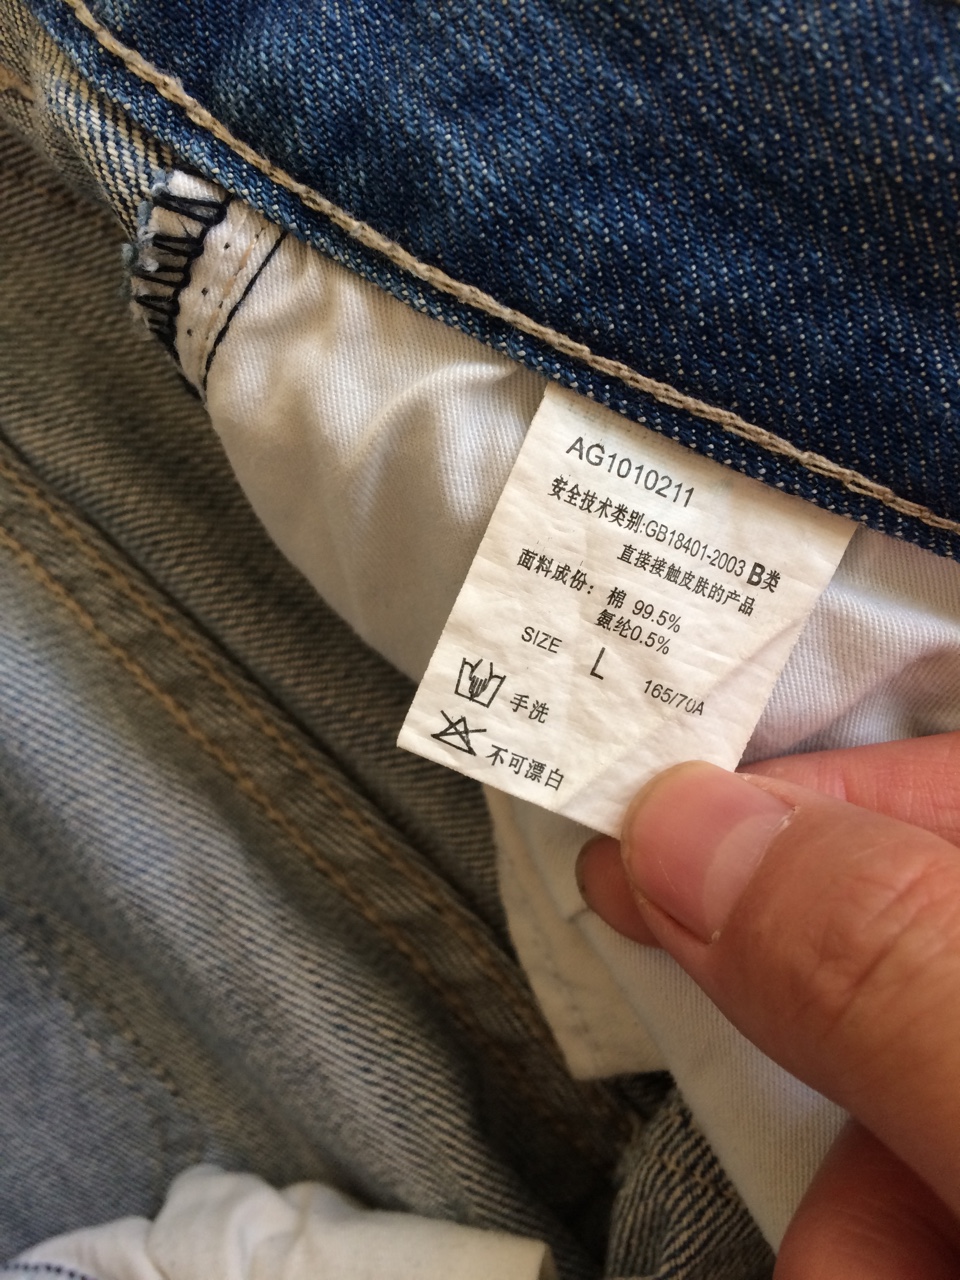 AG1010211
安全技术类别:GB18401-2003 B类
直接接触皮肤的产品
面料成份：棉 99.5%
氨纶0.5%
SIZE L 165/70A
手洗
不可漂白